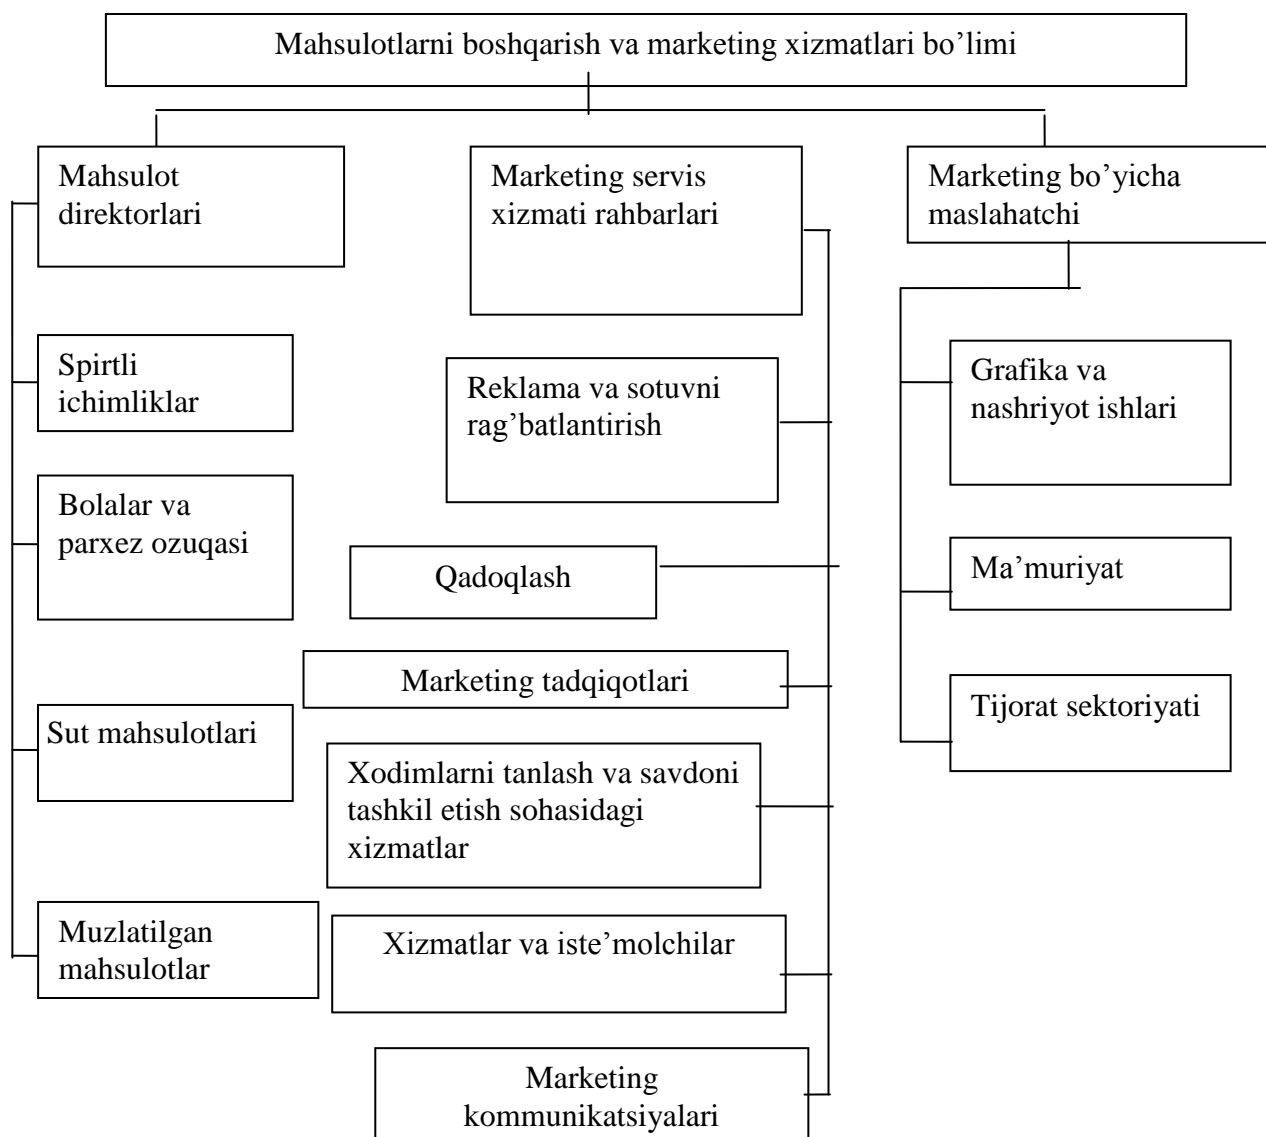 Mahsulotlarni boshqarish va marketing xizmatlari bo’limi
Mahsulot
direktorlari
Spirtli
ichimliklar
Bolalar va
parxez ozuqasi
Sut mahsulotlari
Muzlatilgan
mahsulotlar
Marketing servis
xizmati rahbarlari
Reklama va sotuvni
rag’batlantirish
Qadoqlash
Marketing tadqiqotlari
Xodimlarni tanlash va savdoni
tashkil etish sohasidagi
xizmatlar
Xizmatlar va iste’molchilar
Marketing
kommunikatsiyalari
Marketing bo’yicha
maslahatchi
Grafika va
nashriyot ishlari
Ma’muriyat
Tijorat sektoriyati